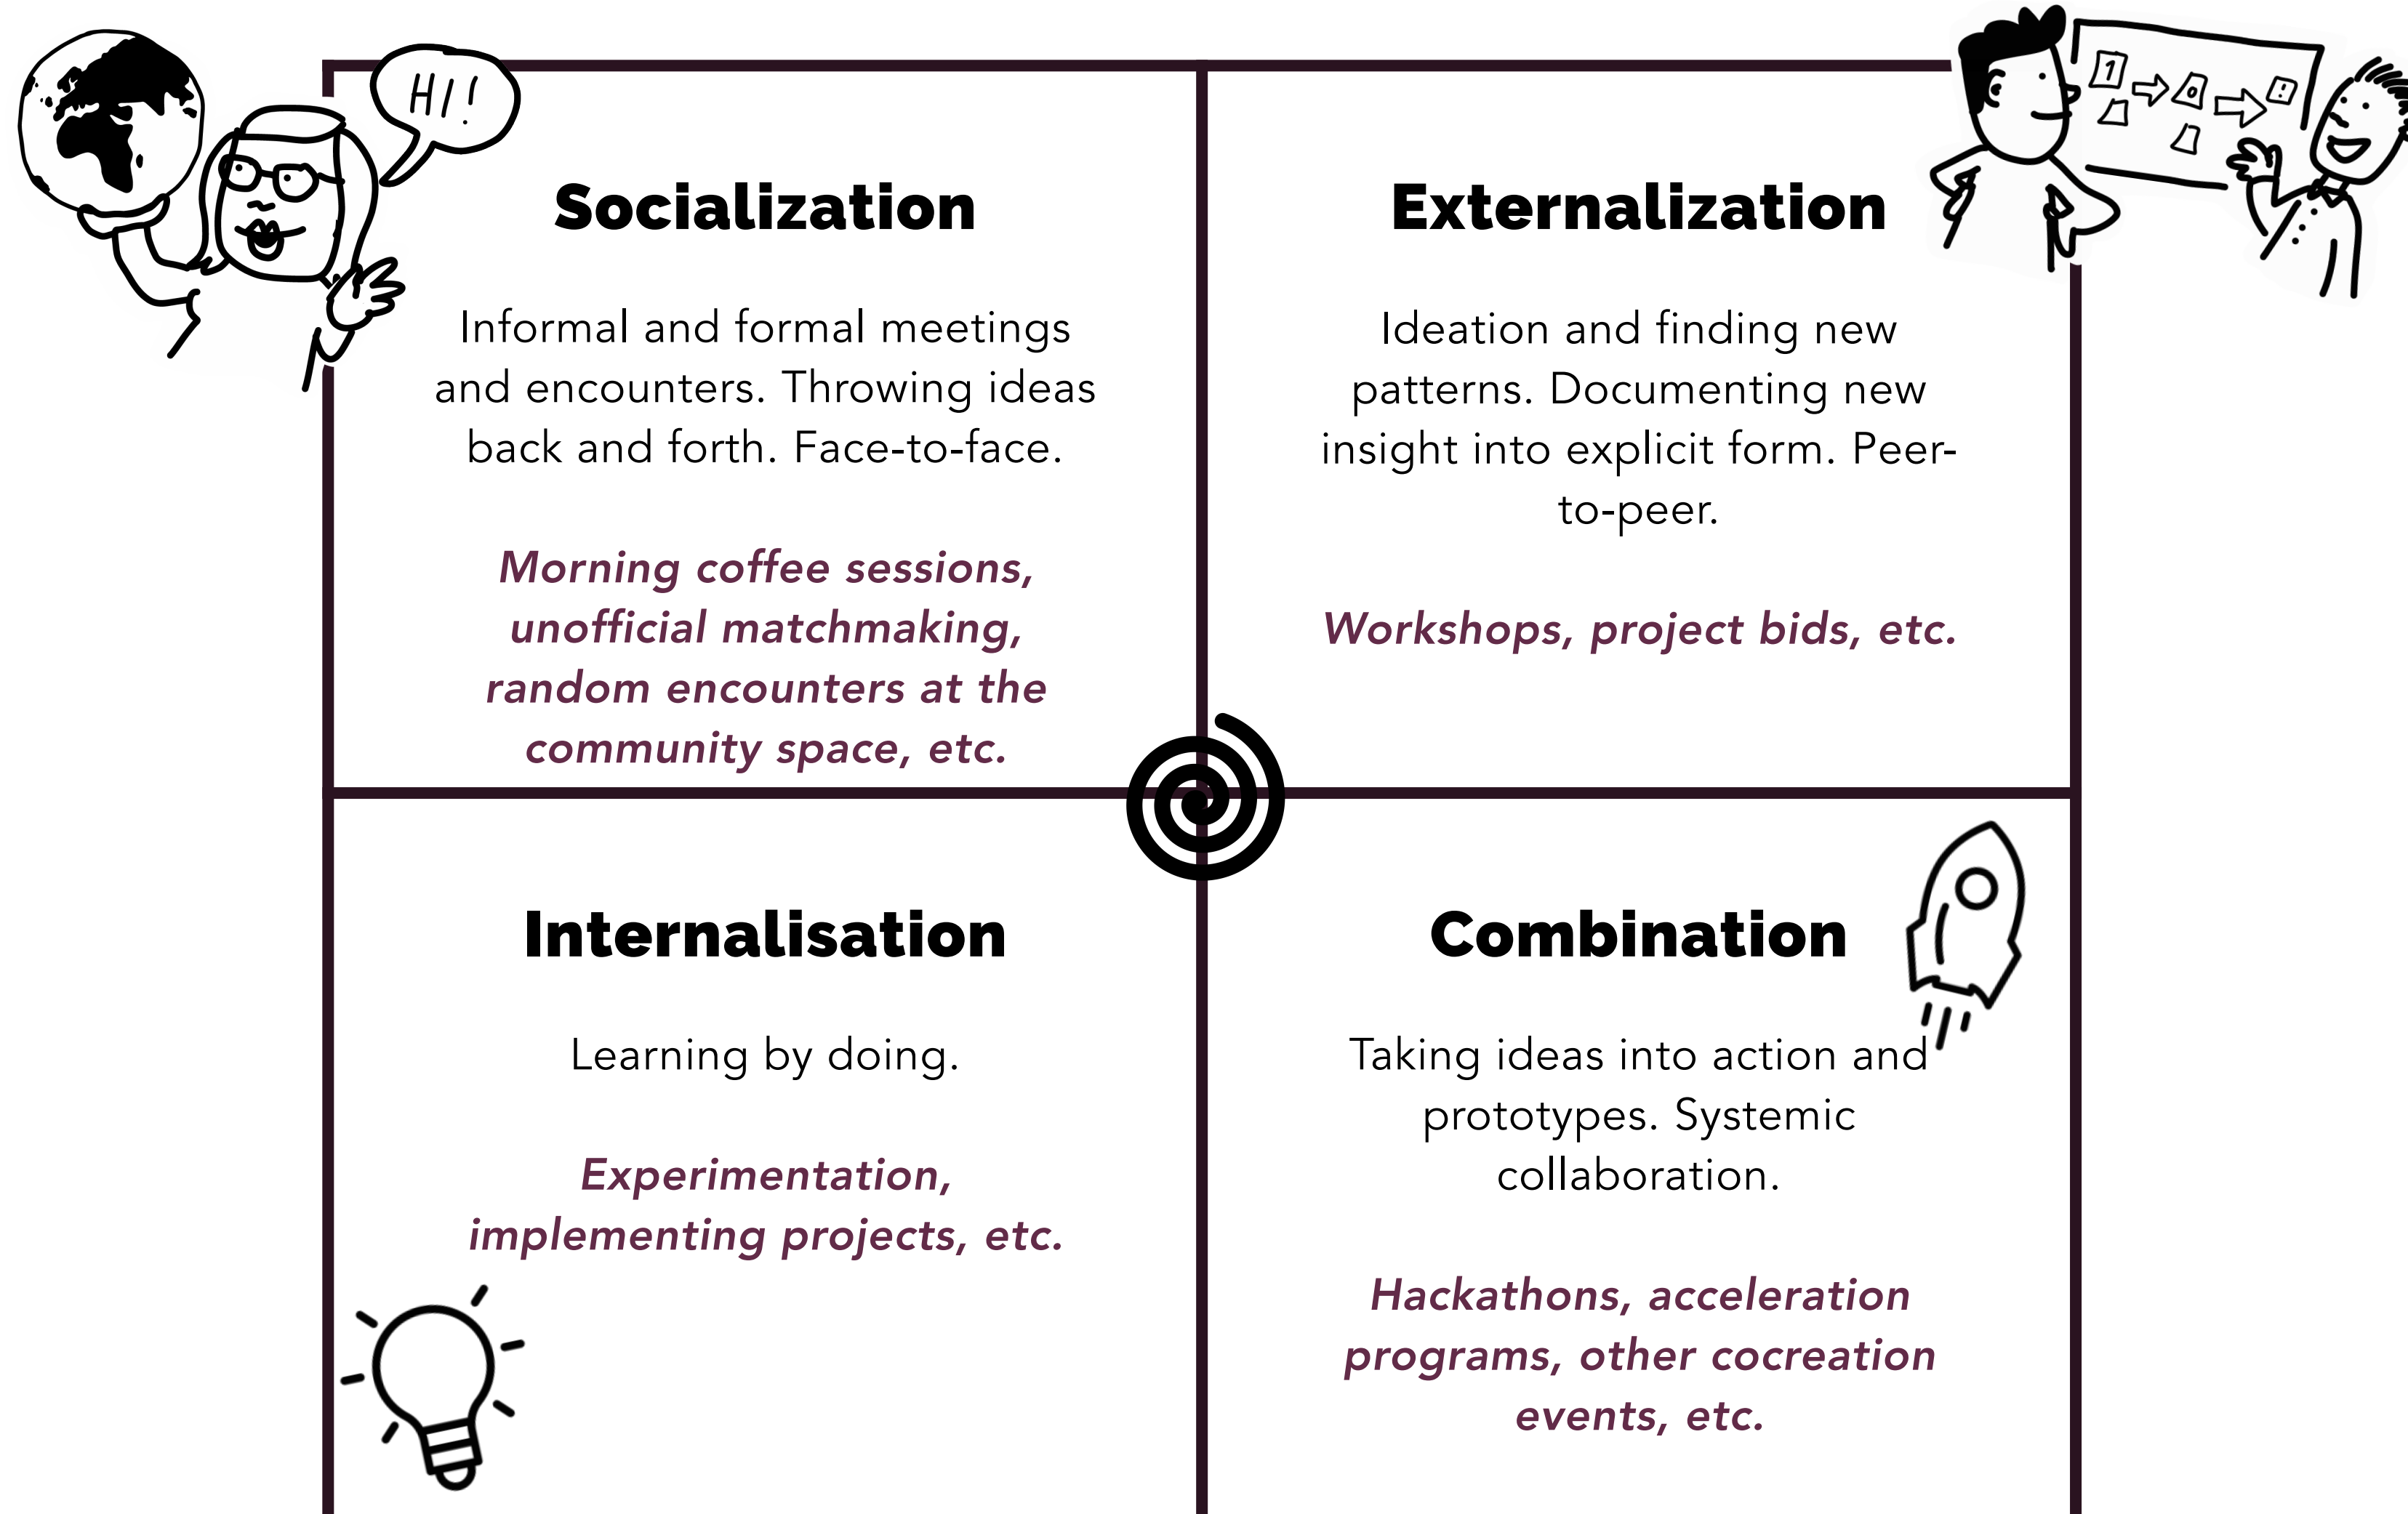 HI!
1
0
!
Socialization
Informal and formal meetings
and encounters. Throwing ideas
back and forth. Face-to-face.
Morning coffee sessions,
unofficial matchmaking,
random encounters at the
community space, etc.
Externalization
Ideation and finding new
patterns. Documenting new
insight into explicit form. Peer-
to-peer.
Workshops, project bids, etc.
Internalisation
Learning by doing.
Experimentation,
implementing projects, etc.
Combination
Taking ideas into action and
prototypes. Systemic
collaboration.
Hackathons, acceleration
programs, other cocreation
events, etc.